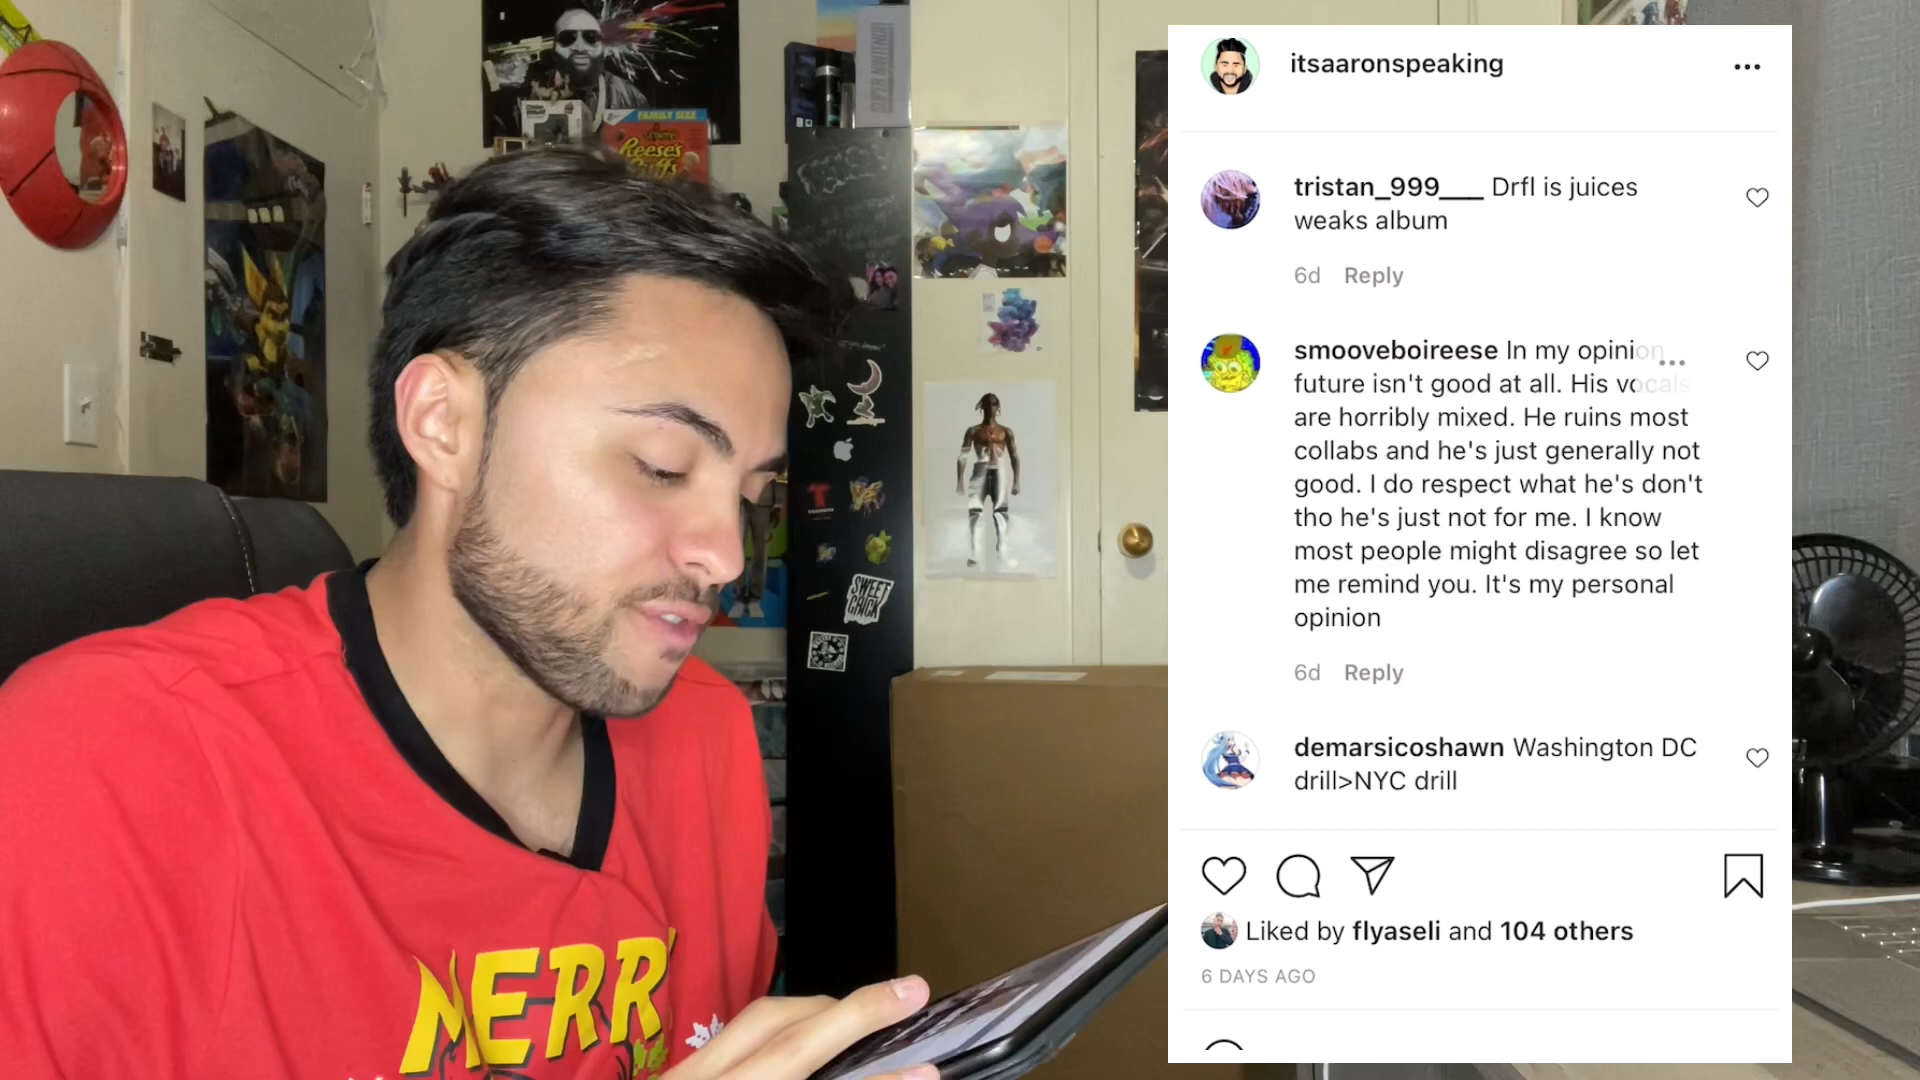 itsaaronspeaking
tristan_999___ Drfl is juices
weaks album
6d Reply
smooveboireese In my opinion
future isn't good at all. His vocals
are horribly mixed. He ruins most
collabs and he's just generally not
good. I do respect what he's don't
tho he's just not for me. I know
most people might disagree so let
me remind you. It's my personal
opinion
6d Reply
demarsicoshawn Washington DC
drill>NYC drill
Liked by flyaseli and 104 others
6 DAYS AGO
FAMILY SIZE
Reese's
Puffs
SWEET
CHICK
MERR